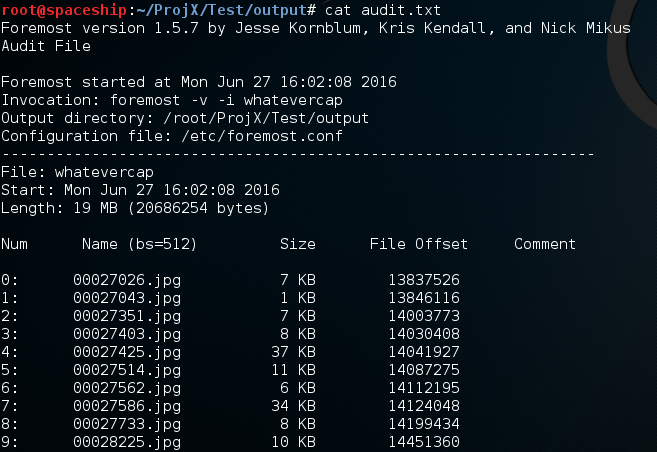 root@spaceship:~/ProjX/Test/output# cat audit.txt
Foremost version 1.5.7 by Jesse Kornblum, Kris Kendall, and Nick Mikus
Audit File

Foremost started at Mon Jun 27 16:02:08 2016
Invocation: foremost -v -i whatevercap
Output directory: /root/ProjX/Test/output
Configuration file: /etc/foremost.conf
------------------------------------------------------------------
File: whatevercap
Start: Mon Jun 27 16:02:08 2016
Length: 19 MB (20686254 bytes)

Num      Name (bs=512)         Size      File Offset     Comment

0:      00027026.jpg          7 KB        13837526
1:      00027043.jpg          1 KB        13846116
2:      00027351.jpg          7 KB        14003773
3:      00027403.jpg          8 KB        14030408
4:      00027425.jpg         37 KB        14041927
5:      00027514.jpg         11 KB        14087275
6:      00027562.jpg          6 KB        14112195
7:      00027586.jpg         34 KB        14124048
8:      00027733.jpg          8 KB        14199434
9:      00028225.jpg         10 KB        14451360